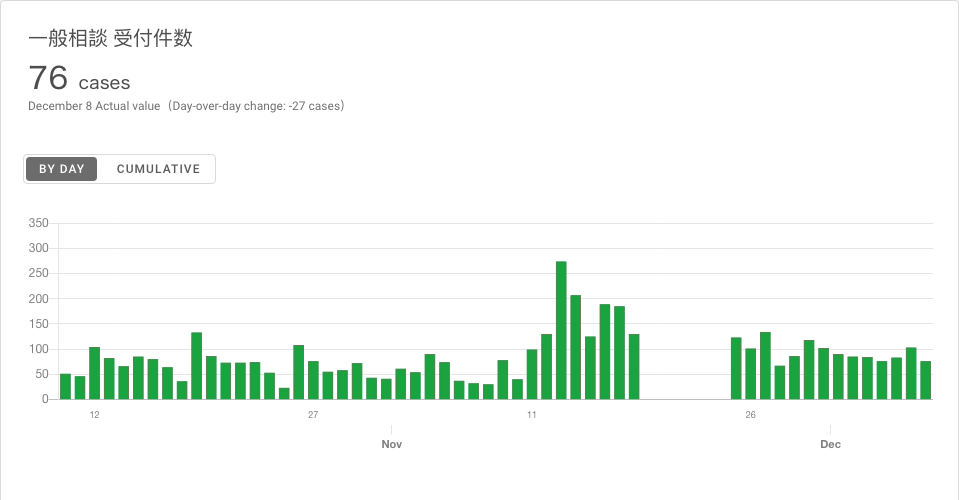 一般相談 受付件数
76 cases
December 8 Actual value（Day-over-day change: -27 cases）
BY DAY
CUMULATIVE
350
300
250
200
150
100
50
0
12
27
11
26
Nov
Dec